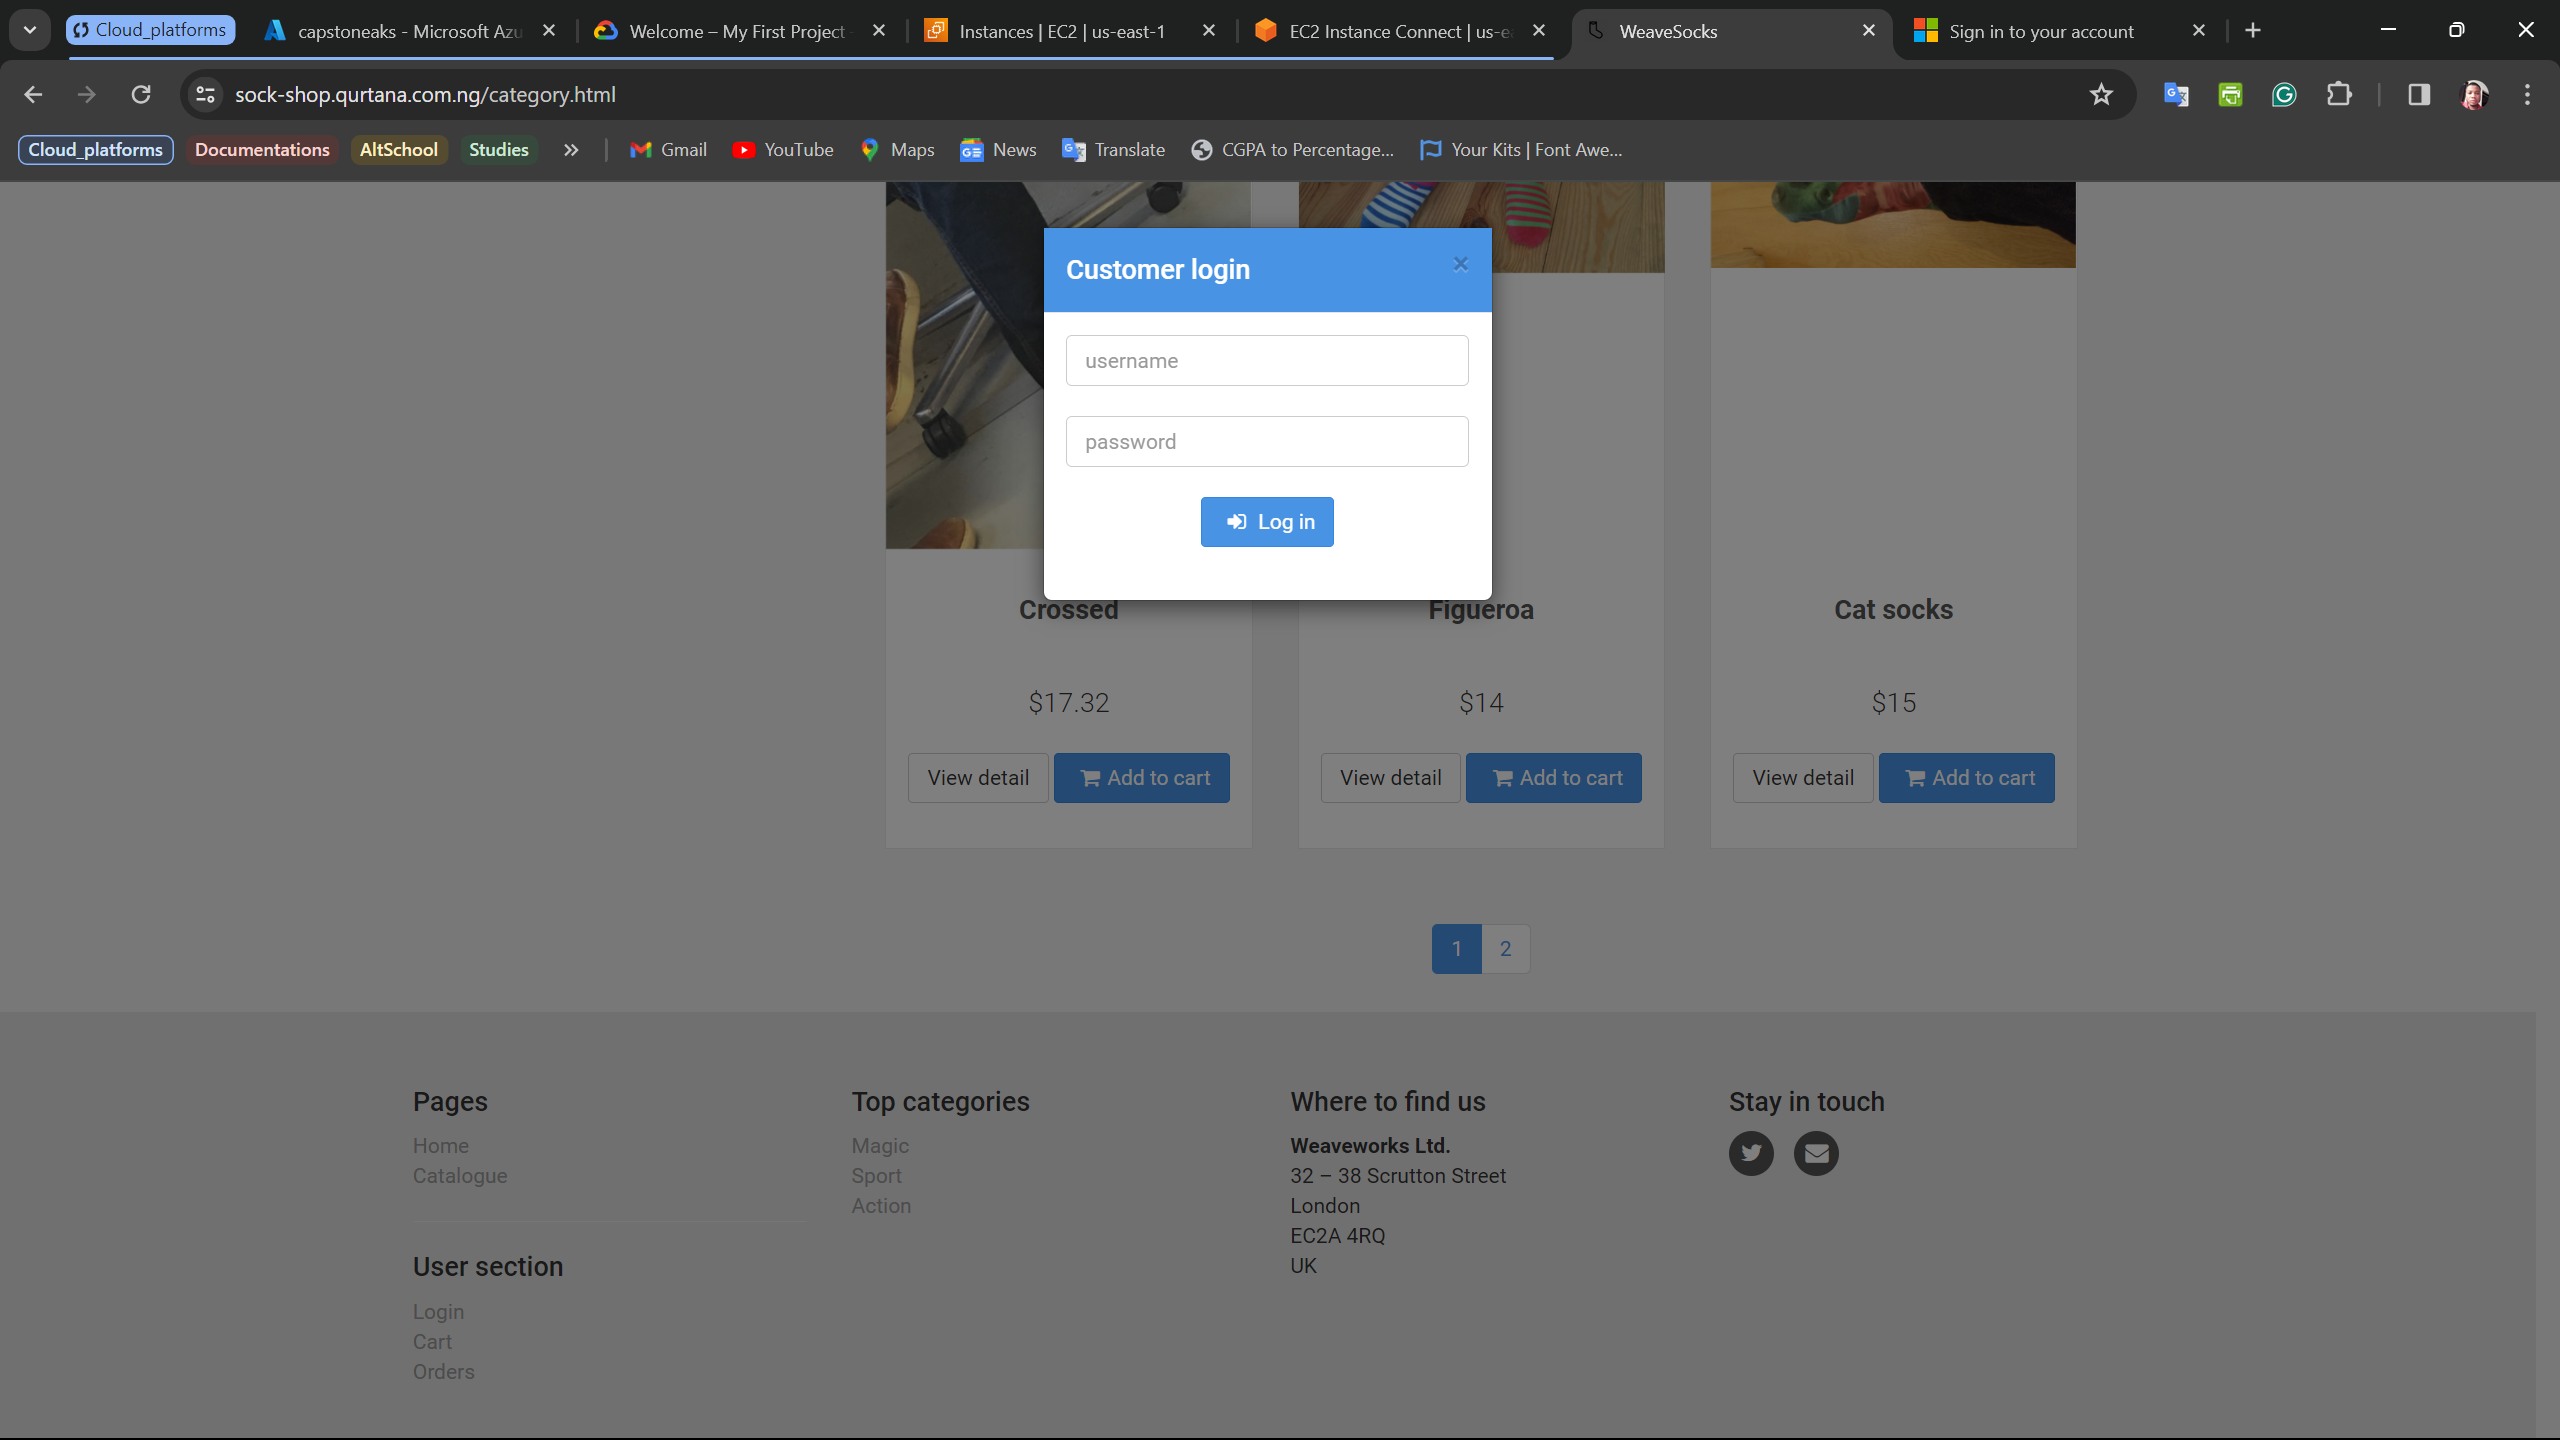 Cloud_platforms
capstoneaks - Microsoft Azu
Welcome – My First Project
Instances | EC2 | us-east-1
EC2 Instance Connect | us-ea
WeaveSocks
Sign in to your account
sock-shop.qurtana.com.ng/category.html
Cloud_platforms
Documentations
AltSchool
Studies
Gmail
YouTube
Maps
News
Translate
CGPA to Percentage...
Your Kits | Font Awe...
Customer login
×
username
password
Log in
Crossed
Figueroa
Cat socks
$17.32
$14
$15
View detail
Add to cart
View detail
Add to cart
View detail
Add to cart
1
2
Pages
Home
Catalogue
User section
Login
Cart
Orders
Top categories
Magic
Sport
Action
Where to find us
Weaveworks Ltd.
32 – 38 Scrutton Street
London
EC2A 4RQ
UK
Stay in touch